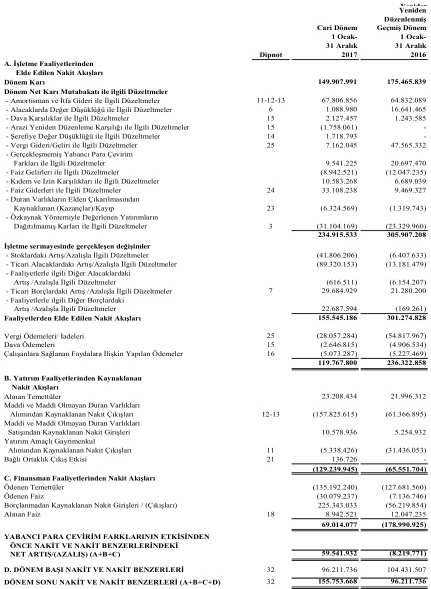 Yeniden
Düzenlenmiş
Cari Dönem Geçmiş Dönem
1 Ocak- 1 Ocak-
31 Aralık 31 Aralık
Dipnot 2017 2016
A. İşletme Faaliyetlerinden
Elde Edilen Nakit Akışları
Dönem Karı 149.907.991 175.465.839
Dönem Net Karı Mutabakatı ile ilgili Düzeltmeler
- Amortisman ve İtfa Gideri ile İlgili Düzeltmeler 11-12-13 67.806.856 64.832.089
- Alacaklarda Değer Düşüklüğü ile İlgili Düzeltmeler 6 1.088.980 16.641.465
- Dava Karşılıklar ile İlgili Düzeltmeler 15 2.127.457 1.243.585
- Arazi Yeniden Düzenleme Karşılığı ile İlgili Düzeltmeler 15 (1.758.061) -
- Şerefiye Değer Düşüklüğü ile İlgili Düzeltmeler 14 1.718.793 -
- Vergi Gideri/Geliri ile İlgili Düzeltmeler 25 7.162.045 47.565.332
- Gerçekleşmemiş Yabancı Para Çevirim
Farkları ile İlgili Düzeltmeler 9.541.225 20.697.470
- Faiz Gelirleri ile İlgili Düzeltmeler (8.942.521) (12.047.235)
- Kıdem ve İzin Karşılıkları ile İlgili Düzeltmeler 10.583.268 6.689.039
- Faiz Giderleri ile İlgili Düzeltmeler 24 33.108.238 9.469.327
- Duran Varlıkların Elden Çıkarılmasından
Kaynaklanan (Kazançlar)/Kayıp 23 (6.324.569) (1.319.743)
- Özkaynak Yöntemiyle Değerlenen Yatırımların
Dağıtılmamış Karları ile İlgili Düzeltmeler 3 (31.104.169) (23.329.960)
234.915.533 305.907.208
İşletme sermayesinde gerçekleşen değişimler
- Stoklardaki Artış/Azalışla İlgili Düzeltmeler (41.806.206) (6.407.633)
- Ticari Alacaklardaki Artış/Azalışla İlgili Düzeltmeler (89.320.153) (13.181.479)
- Faaliyetlerle ilgili Diğer Alacaklardaki
Artış /Azalışla İlgili Düzeltmeler (616.511) (6.154.207)
- Ticari Borçlardaki Artış /Azalışla İlgili Düzeltmeler 7 29.684.929 21.280.200
- Faaliyetlerle ilgili Diğer Borçlardaki
Artış /Azalışla İlgili Düzeltmeler 22.687.594 (169.261)
Faaliyetlerden Elde Edilen Nakit Akışları 155.545.186 301.274.828
Vergi Ödemeleri/ İadeleri 25 (28.057.284) (54.817.967)
Dava Ödemeleri 15 (2.646.815) (4.906.534)
Çalışanlara Sağlanan Faydalara İlişkin Yapılan Ödemeler 16 (5.073.287) (5.227.469)
119.767.800 236.322.858
B. Yatırım Faaliyetlerinden Kaynaklanan
Nakit Akışları
Alınan Temettüler 23.208.434 21.996.312
Maddi ve Maddi Olmayan Duran Varlıkları
Alımından Kaynaklanan Nakit Çıkışları 12-13 (157.825.615) (61.366.895)
Maddi ve Maddi Olmayan Duran Varlıkları
Satışından Kaynaklanan Nakit Girişleri 10.578.936 5.254.932
Yatırım Amaçlı Gayrimenkul
Alımından Kaynaklanan Nakit Çıkışları 11 (5.338.426) (31.436.053)
Bağlı Ortaklık Çıkış Etkisi 21 136.726 -
(129.239.945) (65.551.704)
C. Finansman Faaliyetlerinden Nakit Akışları
Ödenen Temettüler (135.192.240) (127.681.560)
Ödenen Faiz (30.079.237) (7.136.746)
Borçlanmadan Kaynaklanan Nakit Girişleri / (Çıkışları) 225.343.033 (56.219.854)
Alınan Faiz 18 8.942.521 12.047.235
69.014.077 (178.990.925)
YABANCI PARA ÇEVİRİM FARKLARININ ETKİSİNDEN
ÖNCE NAKİT VE NAKİT BENZERLERİNDEKİ
NET ARTIŞ/(AZALIŞ) (A+B+C) 59.541.932 (8.219.771)
D. DÖNEM BAŞI NAKİT VE NAKİT BENZERLERİ 32 96.211.736 104.431.507
DÖNEM SONU NAKİT VE NAKİT BENZERLERİ (A+B+C+D) 32 155.753.668 96.211.736